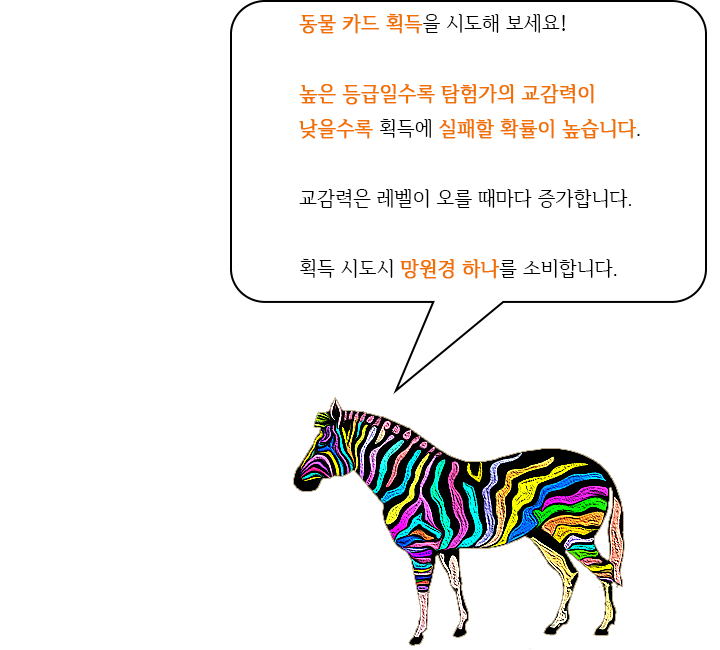 동물 카드 획득을 시도해 보세요!
높은 등급일수록 탐험가의 교감력이
낮을수록 획득에 실패할 확률이 높습니다.
교감력은 레벨이 오를 때마다 증가합니다.
획득 시도시 망원경 하나를 소비합니다.